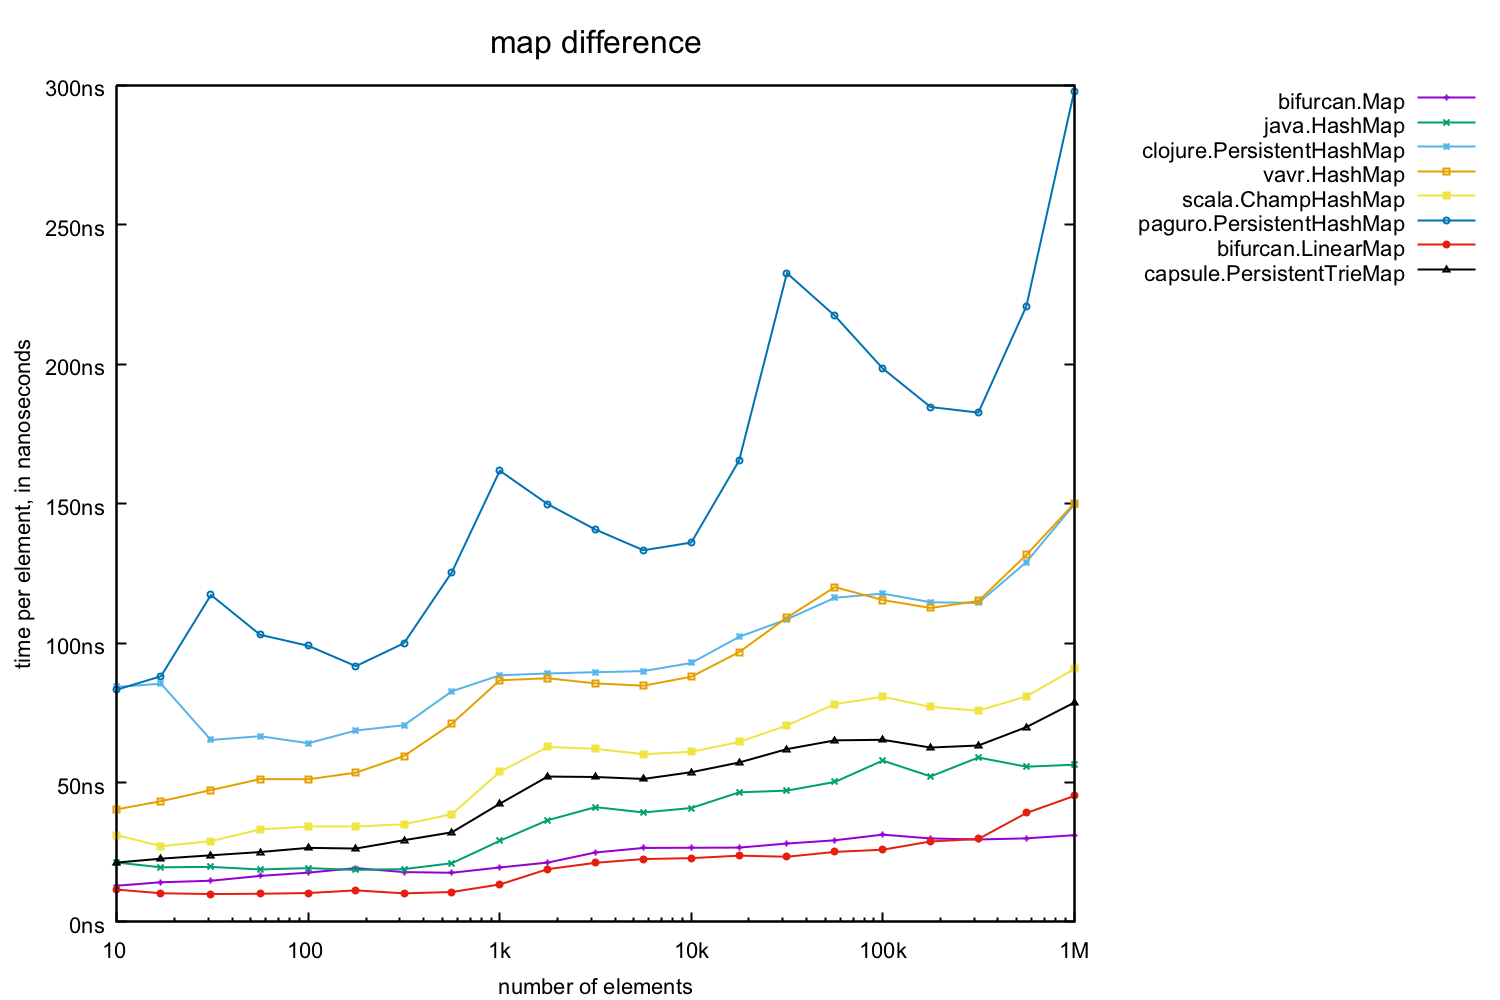 map difference
300ns
250ns
200ns
150ns
100ns
50ns
0ns
time per element, in nanoseconds
10
100
1k
10k
100k
1M
number of elements
bifurcan.Map
java.HashMap
clojure.PersistentHashMap
vavr.HashMap
scala.ChampHashMap
paguro.PersistentHashMap
bifurcan.LinearMap
capsule.PersistentTrieMap